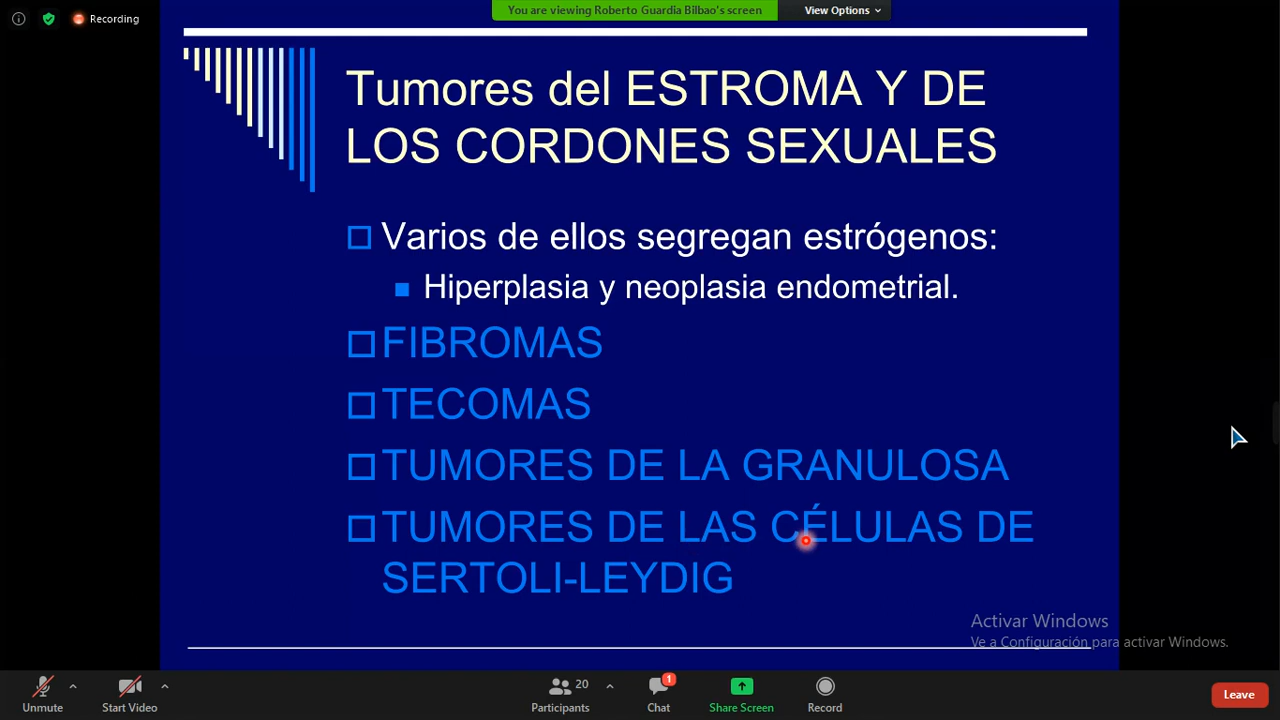 Recording
You are viewing Roberto Guardia Bilbao's screen
View Options
Tumores del ESTROMA Y DE
LOS CORDONES SEXUALES
Varios de ellos segregan estrógenos:
Hiperplasia y neoplasia endometrial.
FIBROMAS
TECOMAS
TUMORES DE LA GRANULOSA
TUMORES DE LAS CÉLULAS DE
SERTOLI-LEYDIG
Activar Windows
Ve a Configuración para activar Windows.
Unmute
Start Video
20
Participants
1
Chat
Share Screen
Record
Leave